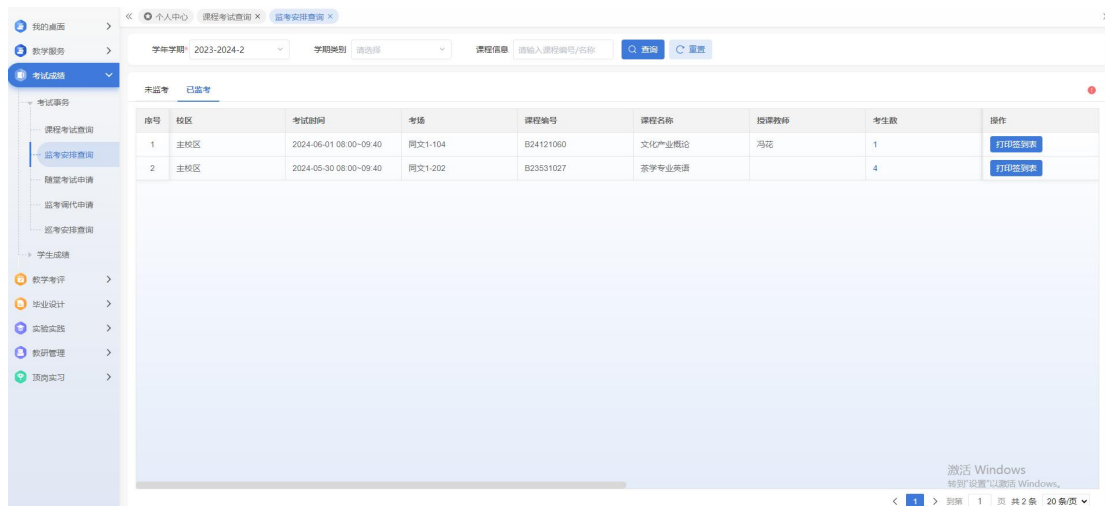 我的桌面
教学服务
考试成绩
考试事务
课程考试查询
监考安排查询
随堂考试申请
监考调代申请
巡考安排查询
学生成绩
教学考评
毕业设计
实验实践
教研管理
顶岗实习
个人中心 课程考试查询 × 监考安排查询 ×
学年学期* 2023-2024-2 学期类别 请选择 课程信息 请输入课程编号/名称 查询 重置
未监考 已监考
序号 校区 考试时间 考场 课程编号 课程名称 授课教师 考生数 操作
1 主校区 2024-06-01 08:00~09:40 同文1-104 B24121060 文化产业概论 冯花 1 打印签到表
2 主校区 2024-05-30 08:00~09:40 同文1-202 B23531027 茶学专业英语 4 打印签到表
激活 Windows
转到"设置"以激活 Windows。
1 到第 1 页 共 2 条 20 条/页